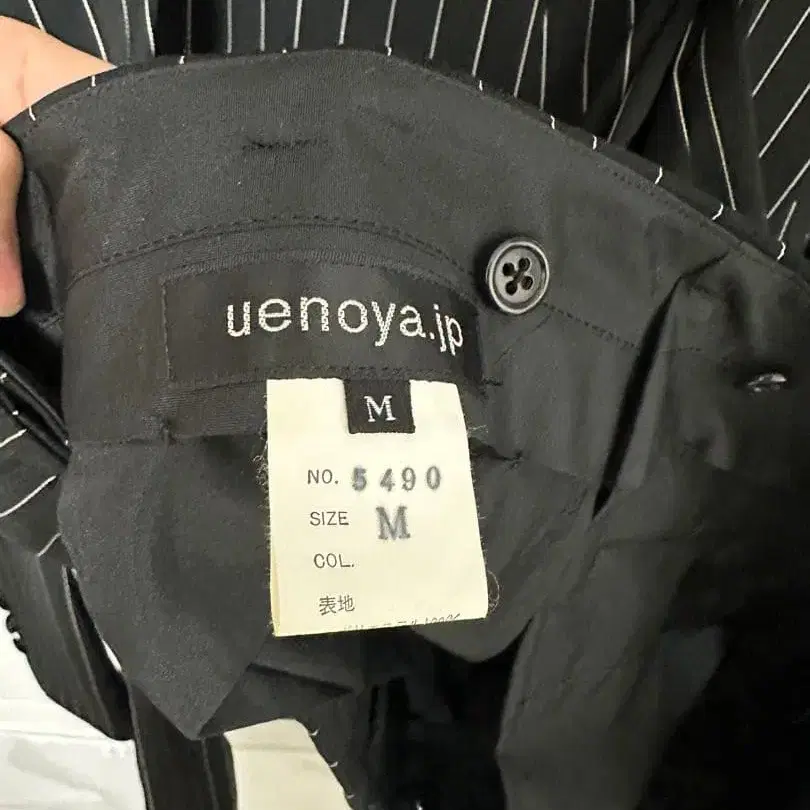 uenoya.jp
M
NO. 5490
SIZE M
COL.
表地